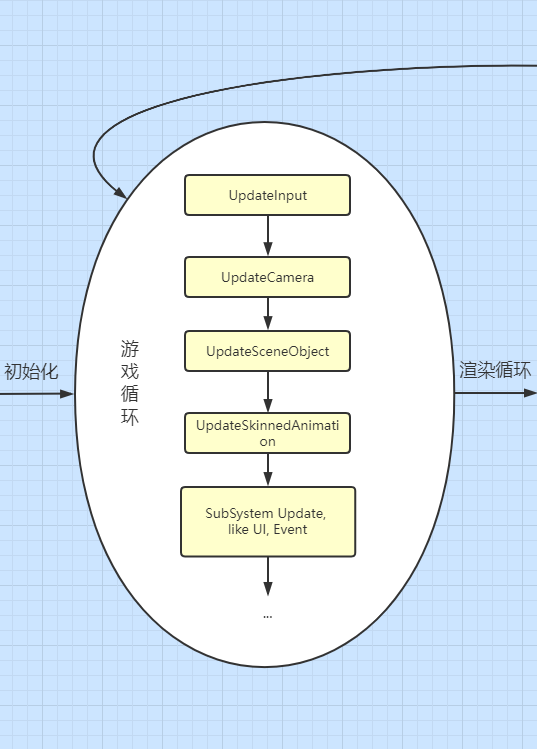 UpdateInput
UpdateCamera
UpdateSceneObject
UpdateSkinnedAnimati
on
SubSystem Update,
like UI, Event
...
游
戏
循
环
初始化
渲染循环